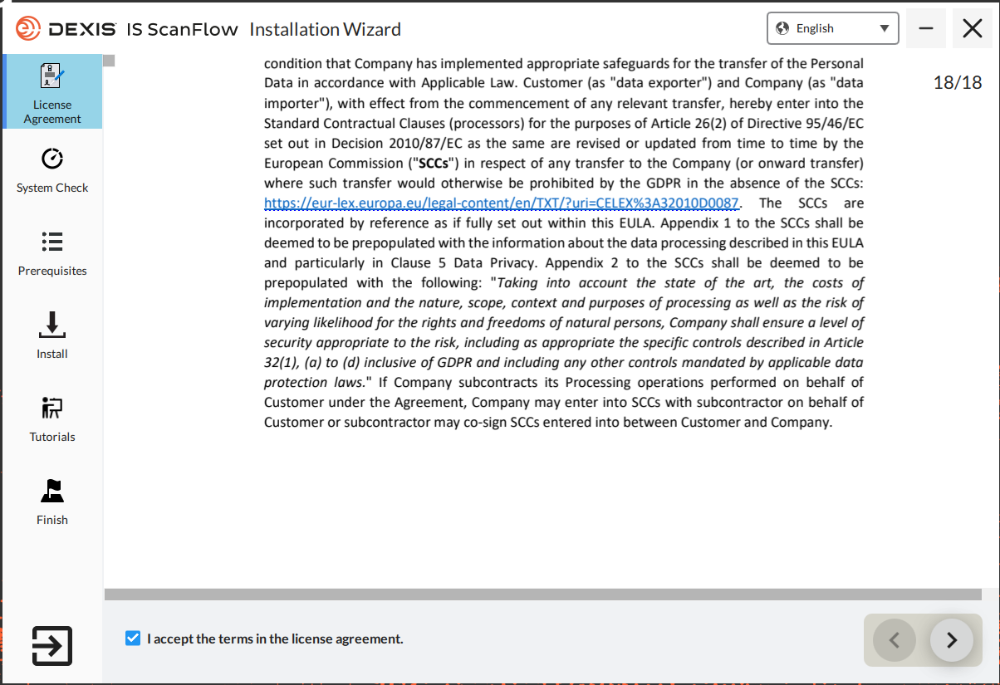 DEXIS IS ScanFlow Installation Wizard
English
License
Agreement
System Check
Prerequisites
Install
Tutorials
Finish
18/18
condition that Company has implemented appropriate safeguards for the transfer of the Personal
Data in accordance with Applicable Law. Customer (as "data exporter") and Company (as "data
importer"), with effect from the commencement of any relevant transfer, hereby enter into the
Standard Contractual Clauses (processors) for the purposes of Article 26(2) of Directive 95/46/EC
set out in Decision 2010/87/EC as the same are revised or updated from time to time by the
European Commission ("SCCs") in respect of any transfer to the Company (or onward transfer)
where such transfer would otherwise be prohibited by the GDPR in the absence of the SCCs:
https://eur-lex.europa.eu/legal-content/en/TXT/?uri=CELEX%3A32010D0087. The SCCs are
incorporated by reference as if fully set out within this EULA. Appendix 1 to the SCCs shall be
deemed to be prepopulated with the information about the data processing described in this EULA
and particularly in Clause 5 Data Privacy. Appendix 2 to the SCCs shall be deemed to be
prepopulated with the following: "Taking into account the state of the art, the costs of
implementation and the nature, scope, context and purposes of processing as well as the risk of
varying likelihood for the rights and freedoms of natural persons, Company shall ensure a level of
security appropriate to the risk, including as appropriate the specific controls described in Article
32(1), (a) to (d) inclusive of GDPR and including any other controls mandated by applicable data
protection laws." If Company subcontracts its Processing operations performed on behalf of
Customer under the Agreement, Company may enter into SCCs with subcontractor on behalf of
Customer or subcontractor may co-sign SCCs entered into between Customer and Company.
I accept the terms in the license agreement.